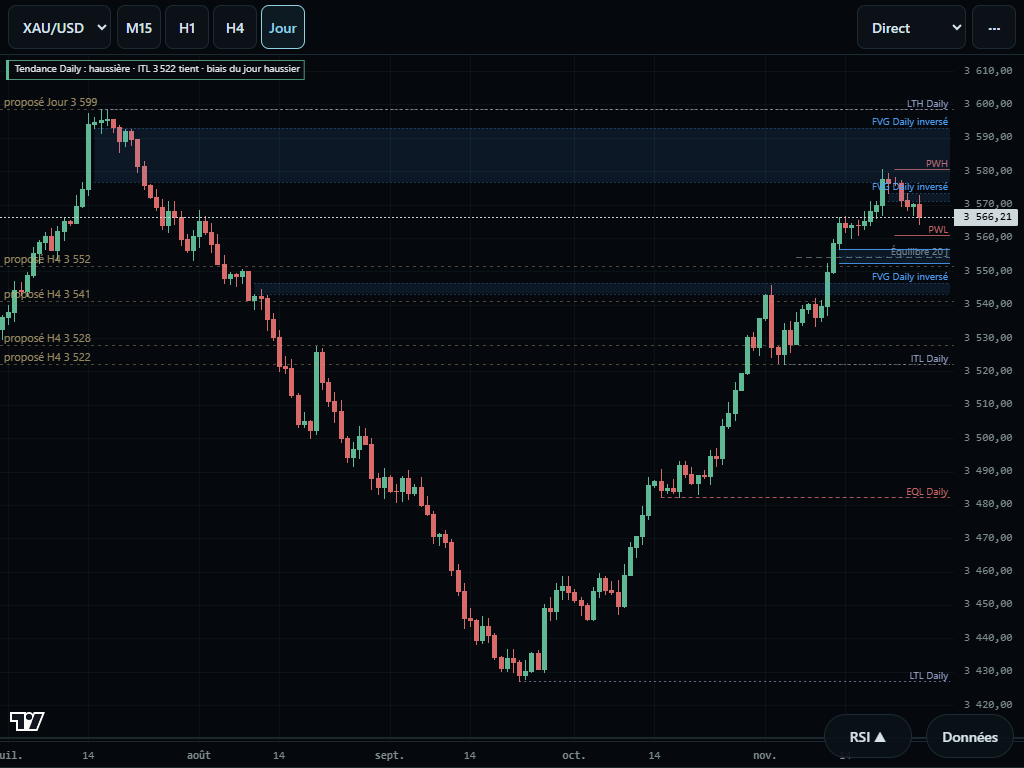 XAU/USD M15 H1 H4 Jour Direct ...
Tendance Daily : haussière · ITL 3 522 tient · biais du jour haussier
3 610,00
proposé Jour 3 599
LTH Daily
3 600,00
FVG Daily inversé
3 590,00
PWH
3 580,00
FVG Daily inversé
3 570,00
3 566,21
PWL
3 560,00
Équilibre 20 j
proposé H4 3 552
3 550,00
FVG Daily inversé
proposé H4 3 541
3 540,00
proposé H4 3 528
3 530,00
proposé H4 3 522
ITL Daily
3 520,00
3 510,00
3 500,00
3 490,00
EQL Daily
3 480,00
3 470,00
3 460,00
3 450,00
3 440,00
3 430,00
LTL Daily
3 420,00
RSI ▲ Données
uil. 14 août 14 sept. 14 oct. 14 nov. 14